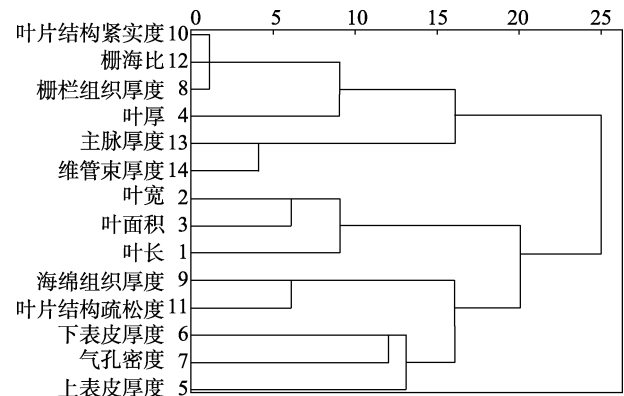 0 5 10 15 20 25
叶片结构紧实度 10
栅海比 12
栅栏组织厚度 8
叶厚 4
主脉厚度 13
维管束厚度 14
叶宽 2
叶面积 3
叶长 1
海绵组织厚度 9
叶片结构疏松度 11
下表皮厚度 6
气孔密度 7
上表皮厚度 5